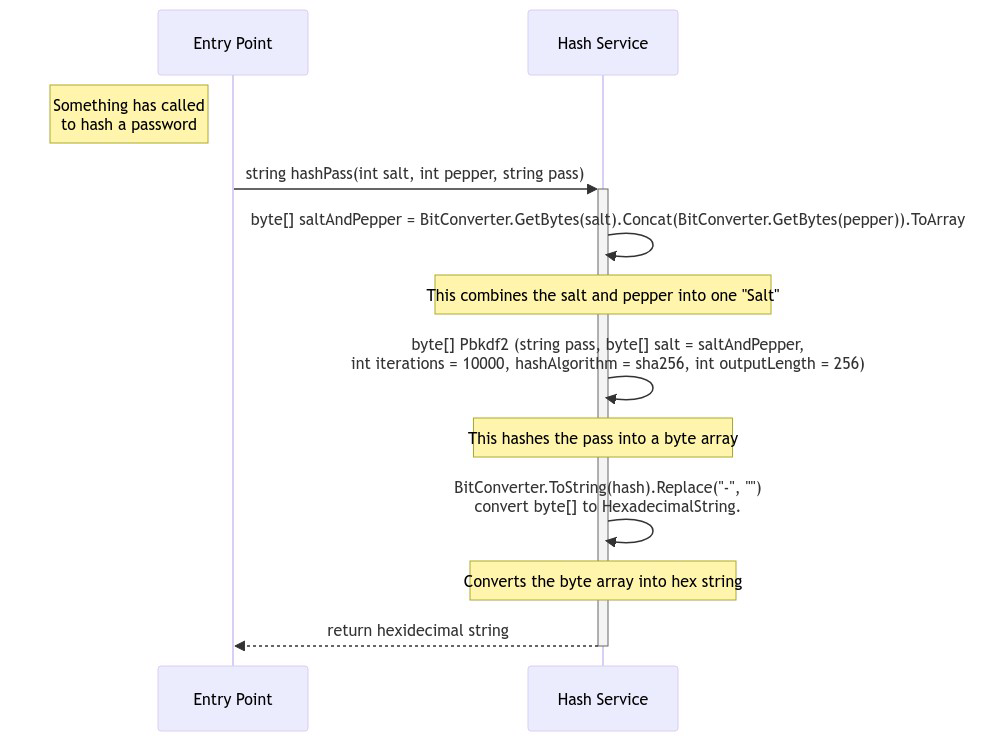 Entry Point
Hash Service
Something has called
to hash a password
string hashPass(int salt, int pepper, string pass)
byte[] saltAndPepper = BitConverter.GetBytes(salt).Concat(BitConverter.GetBytes(pepper)).ToArray
This combines the salt and pepper into one "Salt"
byte[] Pbkdf2 (string pass, byte[] salt = saltAndPepper,
int iterations = 10000, hashAlgorithm = sha256, int outputLength = 256)
This hashes the pass into a byte array
BitConverter.ToString(hash).Replace("-", "")
convert byte[] to HexadecimalString.
Converts the byte array into hex string
return hexidecimal string
Entry Point
Hash Service